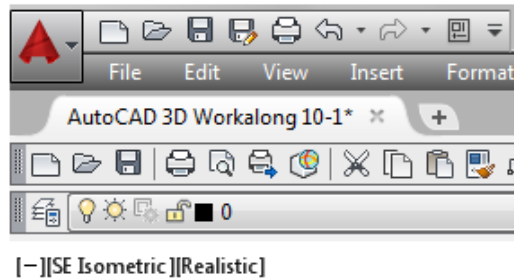 File Edit View Insert Format
AutoCAD 3D Workalong 10-1*
0
[−][SE Isometric][Realistic]